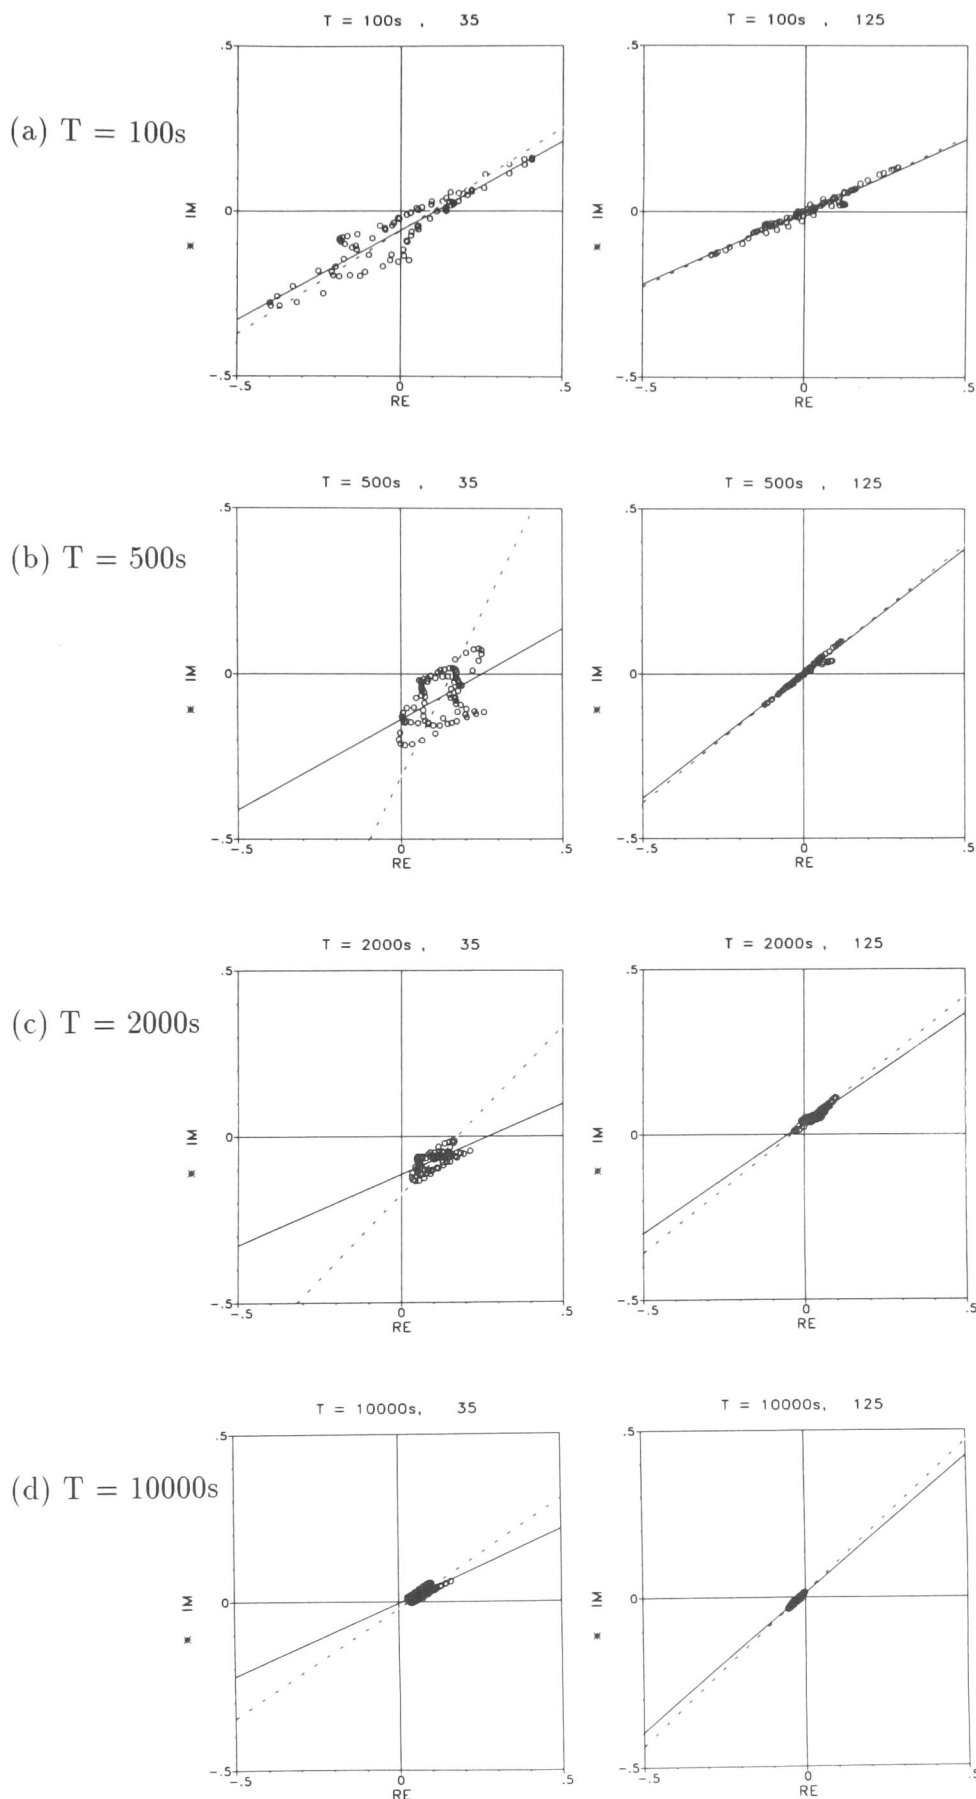 T = 100s , 35
T = 100s , 125
(a) T = 100s
.5
* IM
0
-.5
-.5
0
RE
.5
.5
* IM
0
-.5
-.5
0
RE
.5
T = 500s , 35
T = 500s , 125
(b) T = 500s
.5
* IM
0
-.5
-.5
0
RE
.5
.5
* IM
0
-.5
-.5
0
RE
.5
T = 2000s , 35
T = 2000s , 125
(c) T = 2000s
.5
* IM
0
-.5
-.5
0
RE
.5
.5
* IM
0
-.5
-.5
0
RE
.5
T = 10000s, 35
T = 10000s, 125
(d) T = 10000s
.5
* IM
0
-.5
-.5
0
RE
.5
.5
* IM
0
-.5
-.5
0
RE
.5